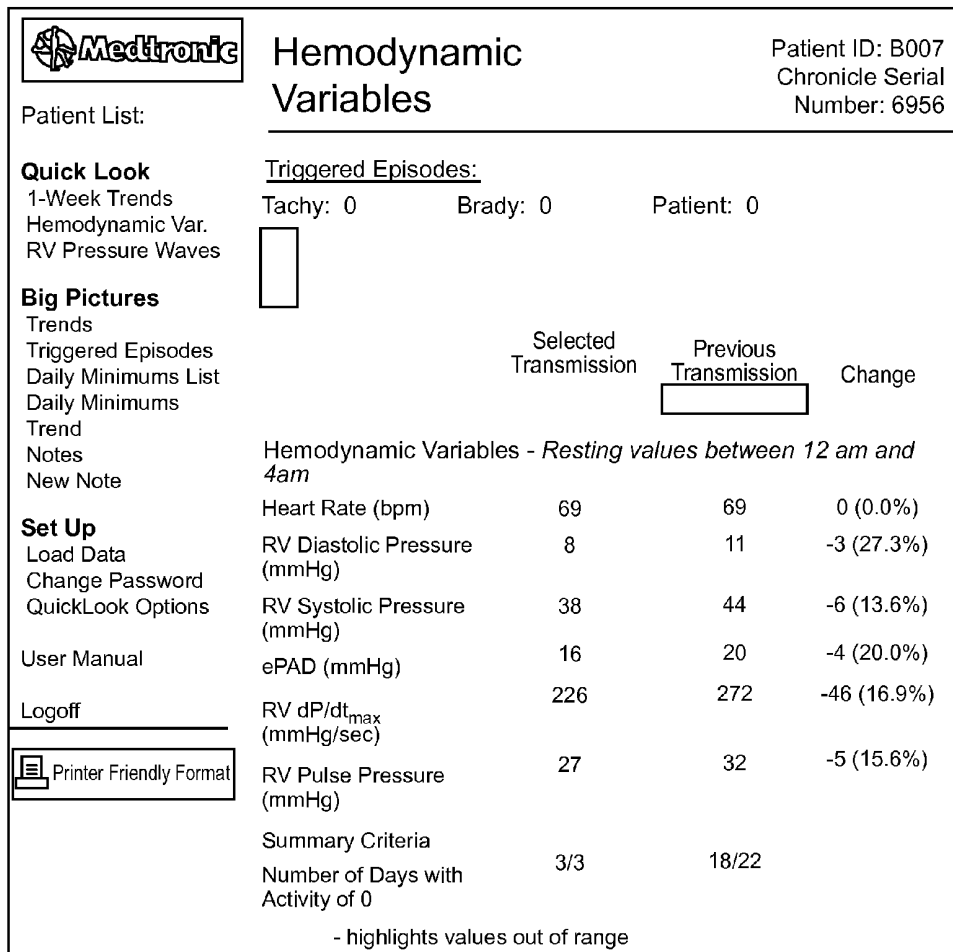 Medtronic
Patient List:
Quick Look
1-Week Trends
Hemodynamic Var.
RV Pressure Waves
Big Pictures
Trends
Triggered Episodes
Daily Minimums List
Daily Minimums
Trend
Notes
New Note
Set Up
Load Data
Change Password
QuickLook Options
User Manual
Logoff
Printer Friendly Format
Hemodynamic
Variables
Patient ID: B007
Chronicle Serial
Number: 6956
Triggered Episodes:
Tachy: 0 Brady: 0 Patient: 0
Selected
Transmission
Previous
Transmission
Change
Hemodynamic Variables - Resting values between 12 am and
4am
Heart Rate (bpm) 69 69 0 (0.0%)
RV Diastolic Pressure 8 11 -3 (27.3%)
(mmHg)
RV Systolic Pressure 38 44 -6 (13.6%)
(mmHg)
ePAD (mmHg) 16 20 -4 (20.0%)
RV dP/dtmax 226 272 -46 (16.9%)
(mmHg/sec)
RV Pulse Pressure 27 32 -5 (15.6%)
(mmHg)
Summary Criteria
Number of Days with 3/3 18/22
Activity of 0
- highlights values out of range